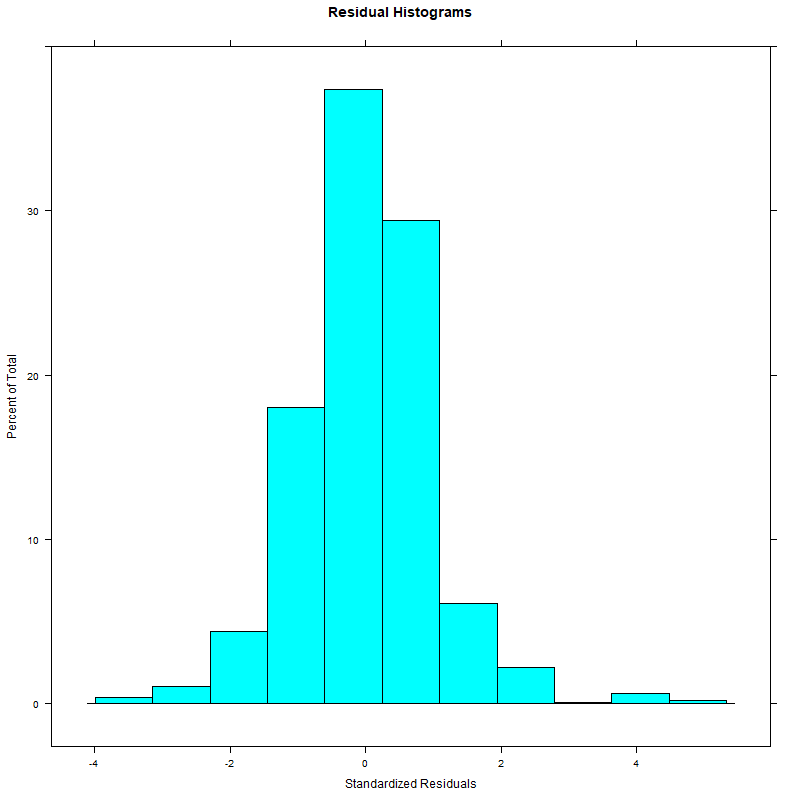 Residual Histograms
Percent of Total
30
20
10
0
-4 -2 0 2 4
Standardized Residuals